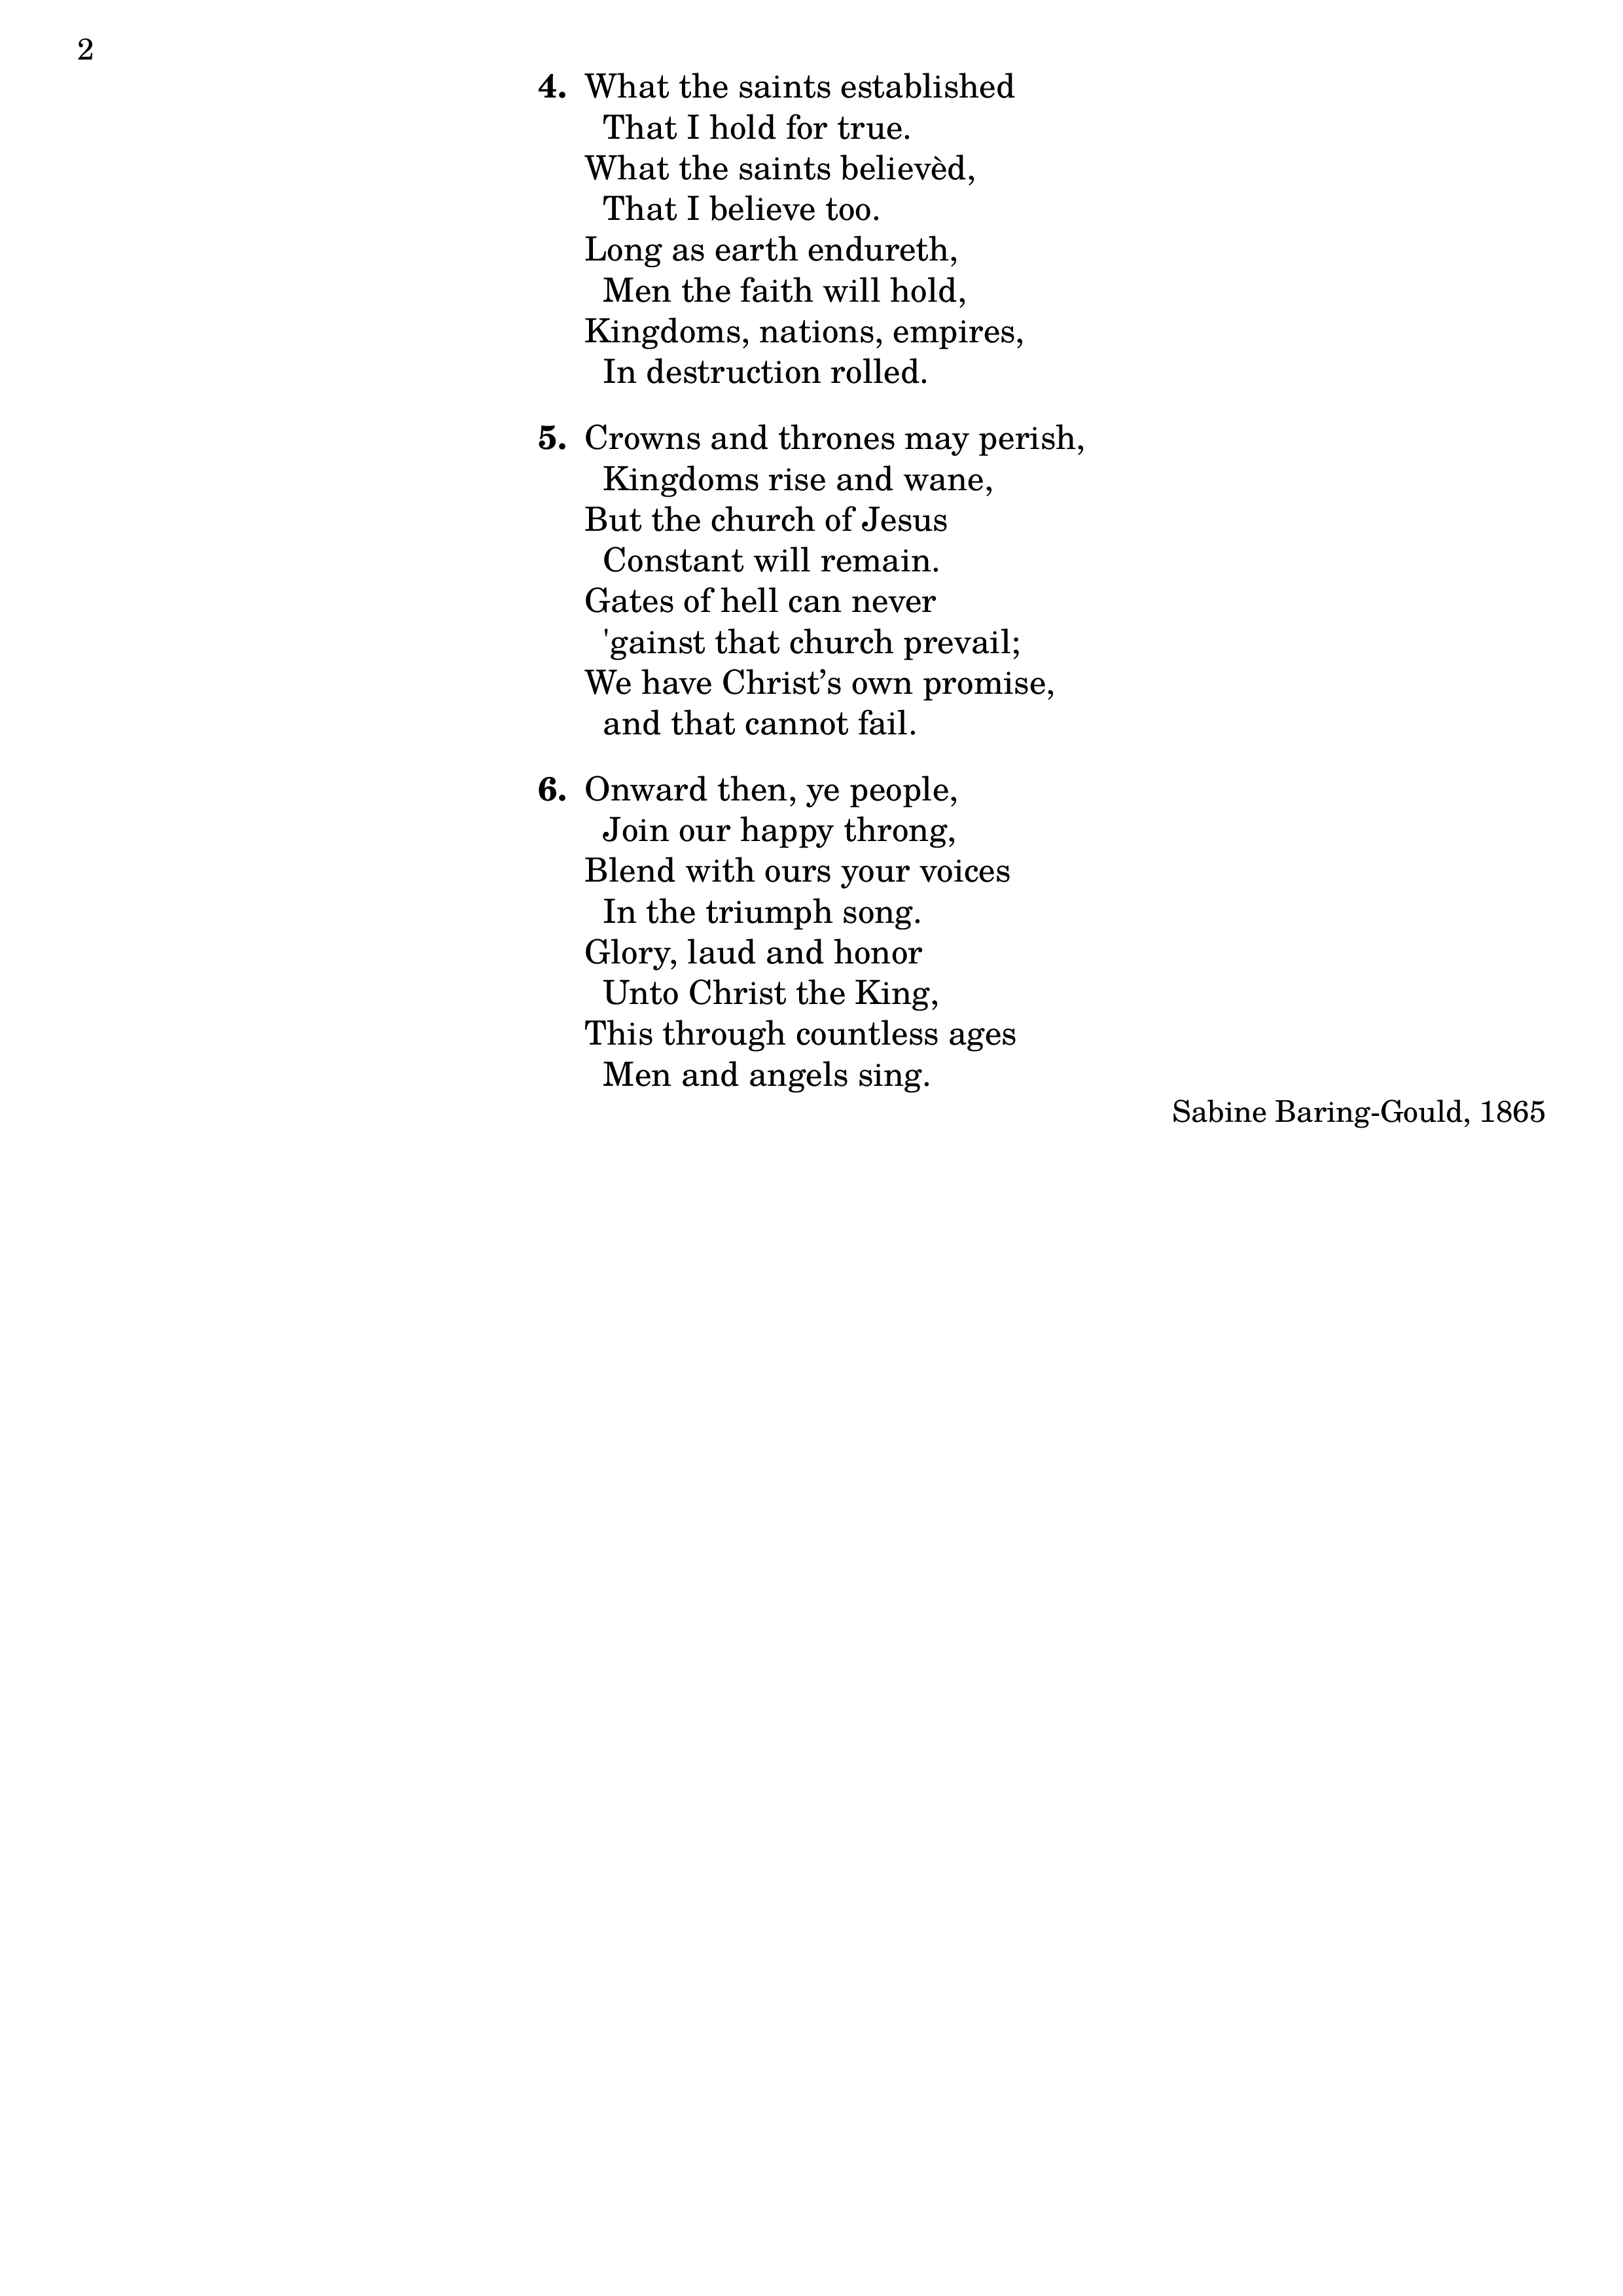 2
4. What the saints established
That I hold for true.
What the saints believèd,
That I believe too.
Long as earth endureth,
Men the faith will hold,
Kingdoms, nations, empires,
In destruction rolled.
5. Crowns and thrones may perish,
Kingdoms rise and wane,
But the church of Jesus
Constant will remain.
Gates of hell can never
'gainst that church prevail;
We have Christ’s own promise,
and that cannot fail.
6. Onward then, ye people,
Join our happy throng,
Blend with ours your voices
In the triumph song.
Glory, laud and honor
Unto Christ the King,
This through countless ages
Men and angels sing.
Sabine Baring-Gould, 1865